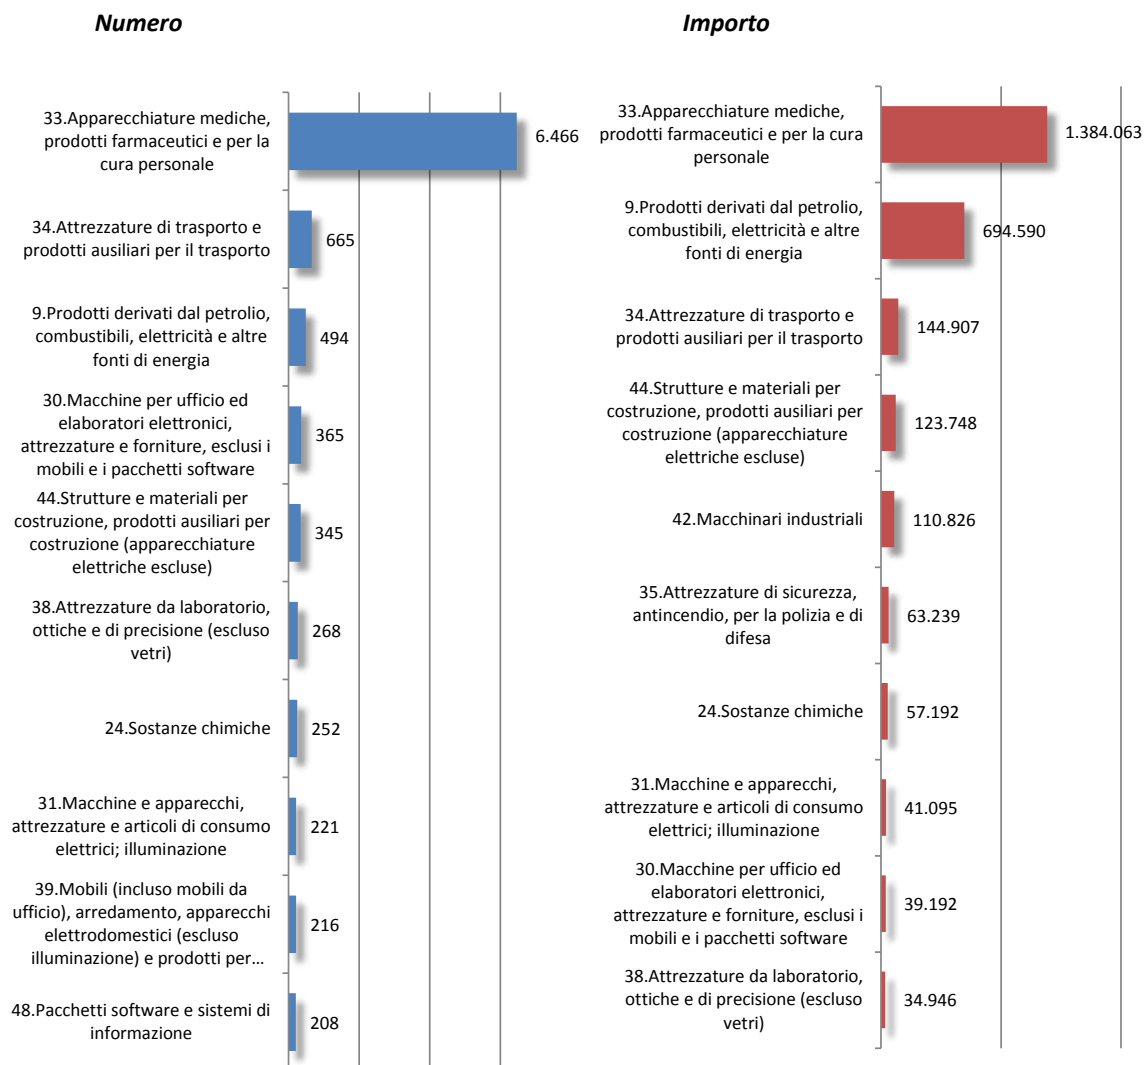 Numero
33.Apparecchiature mediche,
prodotti farmaceutici e per la
cura personale
6.466
34.Attrezzature di trasporto e
prodotti ausiliari per il trasporto
665
9.Prodotti derivati dal petrolio,
combustibili, elettricità e altre
fonti di energia
494
30.Macchine per ufficio ed
elaboratori elettronici,
attrezzature e forniture, esclusi i
mobili e i pacchetti software
365
44.Strutture e materiali per
costruzione, prodotti ausiliari per
costruzione (apparecchiature
elettriche escluse)
345
38.Attrezzature da laboratorio,
ottiche e di precisione (escluso
vetri)
268
24.Sostanze chimiche
252
31.Macchine e apparecchi,
attrezzature e articoli di consumo
elettrici; illuminazione
221
39.Mobili (incluso mobili da
ufficio), arredamento, apparecchi
elettrodomestici (escluso
illuminazione) e prodotti per…
216
48.Pacchetti software e sistemi di
informazione
208
Importo
33.Apparecchiature mediche,
prodotti farmaceutici e per la cura
personale
1.384.063
9.Prodotti derivati dal petrolio,
combustibili, elettricità e altre
fonti di energia
694.590
34.Attrezzature di trasporto e
prodotti ausiliari per il trasporto
144.907
44.Strutture e materiali per
costruzione, prodotti ausiliari per
costruzione (apparecchiature
elettriche escluse)
123.748
42.Macchinari industriali
110.826
35.Attrezzature di sicurezza,
antincendio, per la polizia e di
difesa
63.239
24.Sostanze chimiche
57.192
31.Macchine e apparecchi,
attrezzature e articoli di consumo
elettrici; illuminazione
41.095
30.Macchine per ufficio ed
elaboratori elettronici,
attrezzature e forniture, esclusi i
mobili e i pacchetti software
39.192
38.Attrezzature da laboratorio,
ottiche e di precisione (escluso
vetri)
34.946